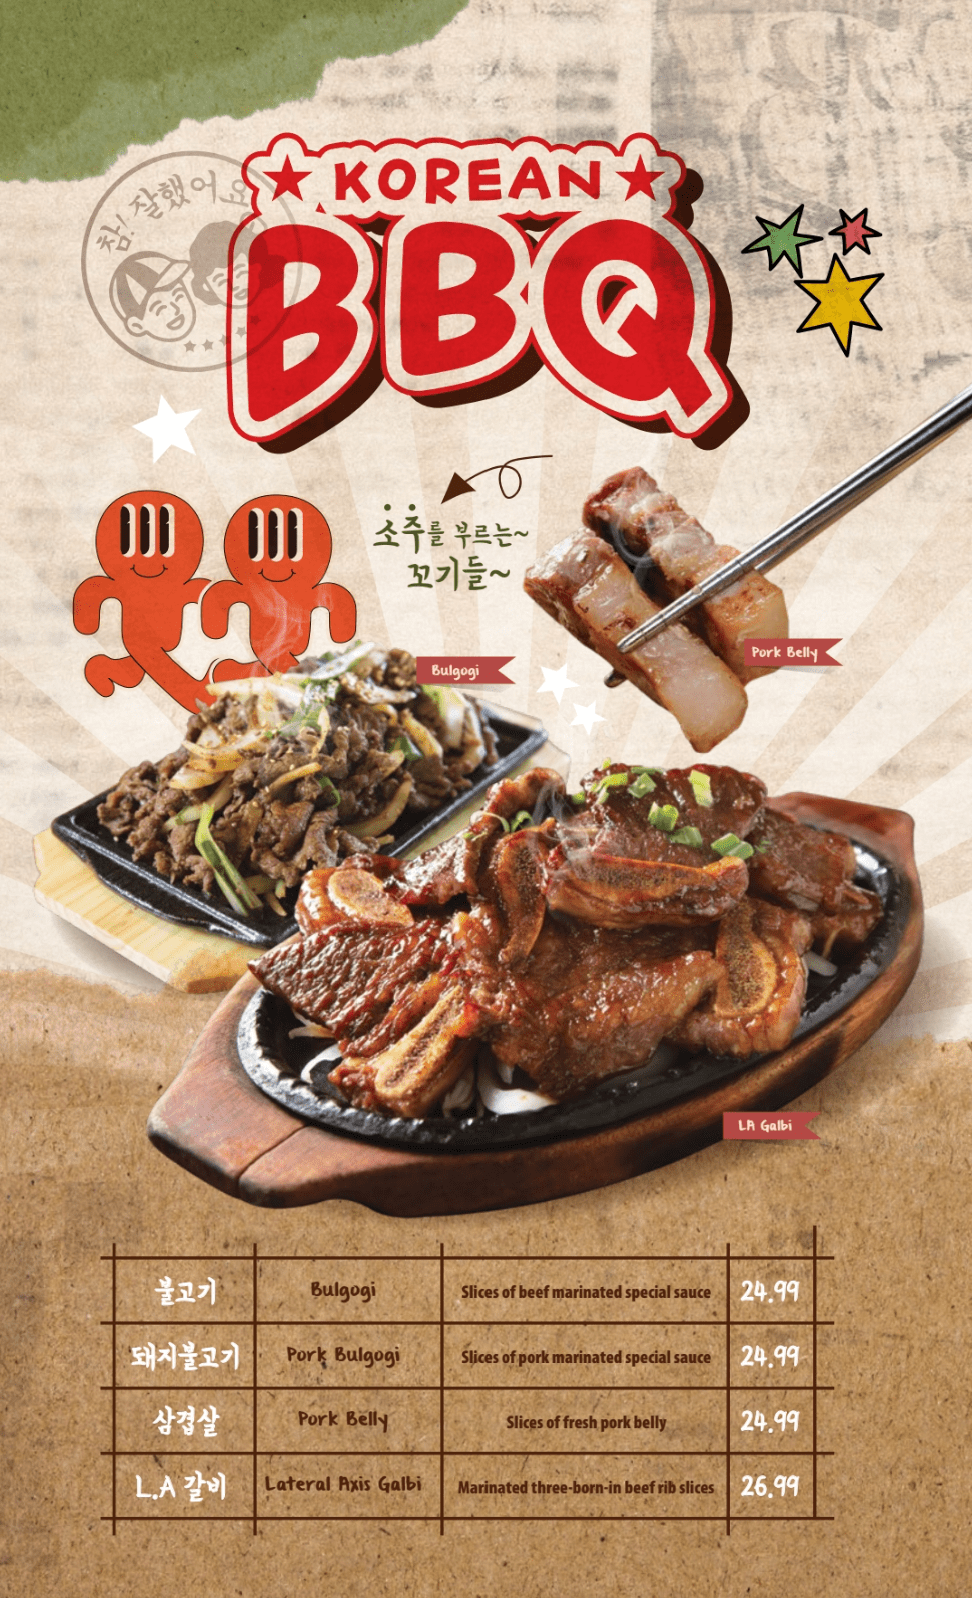 참! 잘했어요
★ KOREAN ★
BBQ
소주를 부르는~
꼬기들~
Pork Belly
Bulgogi
LA Galbi
불고기 Bulgogi Slices of beef marinated special sauce 24.99
돼지불고기 Pork Bulgogi Slices of pork marinated special sauce 24.99
삼겹살 Pork Belly Slices of fresh pork belly 24.99
L.A 갈비 Lateral Axis Galbi Marinated three-born-in beef rib slices 26.99